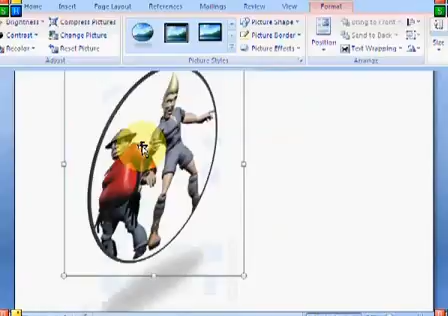 Home Insert Page Layout References Mailings Review View Format
Brightness Compress Pictures Picture Shape Bring to Front
Contrast Change Picture Picture Border Position Send to Back
Recolor Reset Picture Picture Effects Text Wrapping
Adjust Picture Styles Arrange